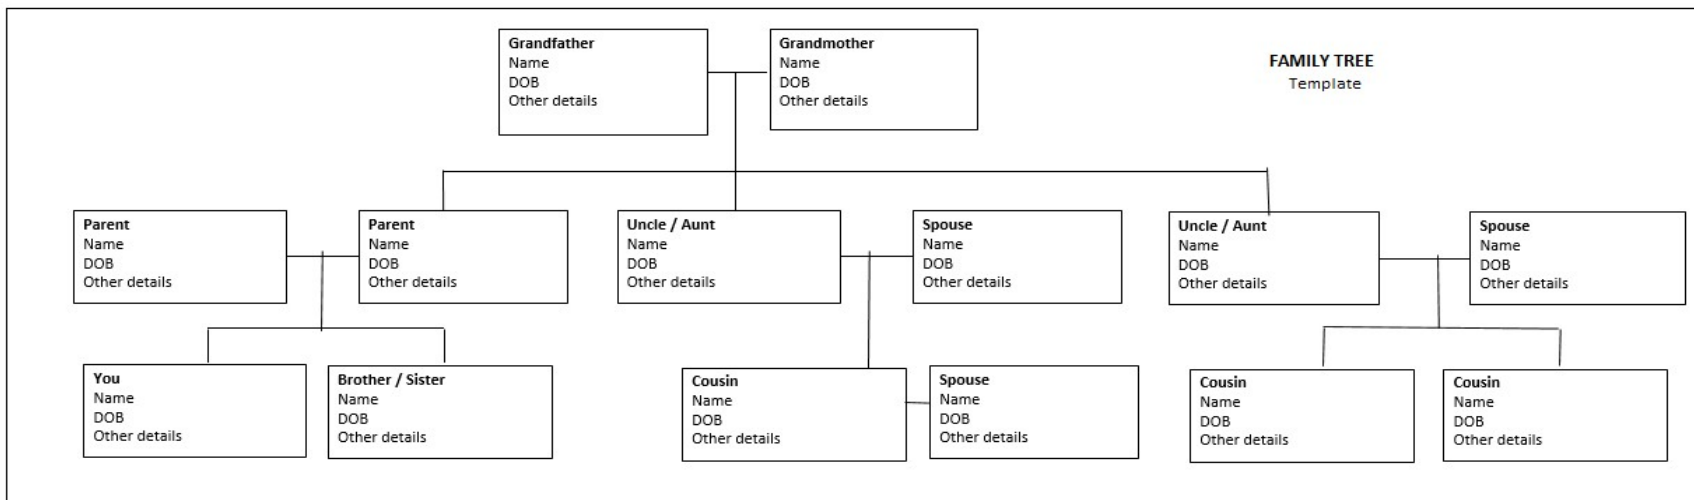 Grandfather
Name
DOB
Other details
Grandmother
Name
DOB
Other details
FAMILY TREE
Template
Parent
Name
DOB
Other details
Parent
Name
DOB
Other details
Uncle / Aunt
Name
DOB
Other details
Spouse
Name
DOB
Other details
Uncle / Aunt
Name
DOB
Other details
Spouse
Name
DOB
Other details
You
Name
DOB
Other details
Brother / Sister
Name
DOB
Other details
Cousin
Name
DOB
Other details
Spouse
Name
DOB
Other details
Cousin
Name
DOB
Other details
Cousin
Name
DOB
Other details